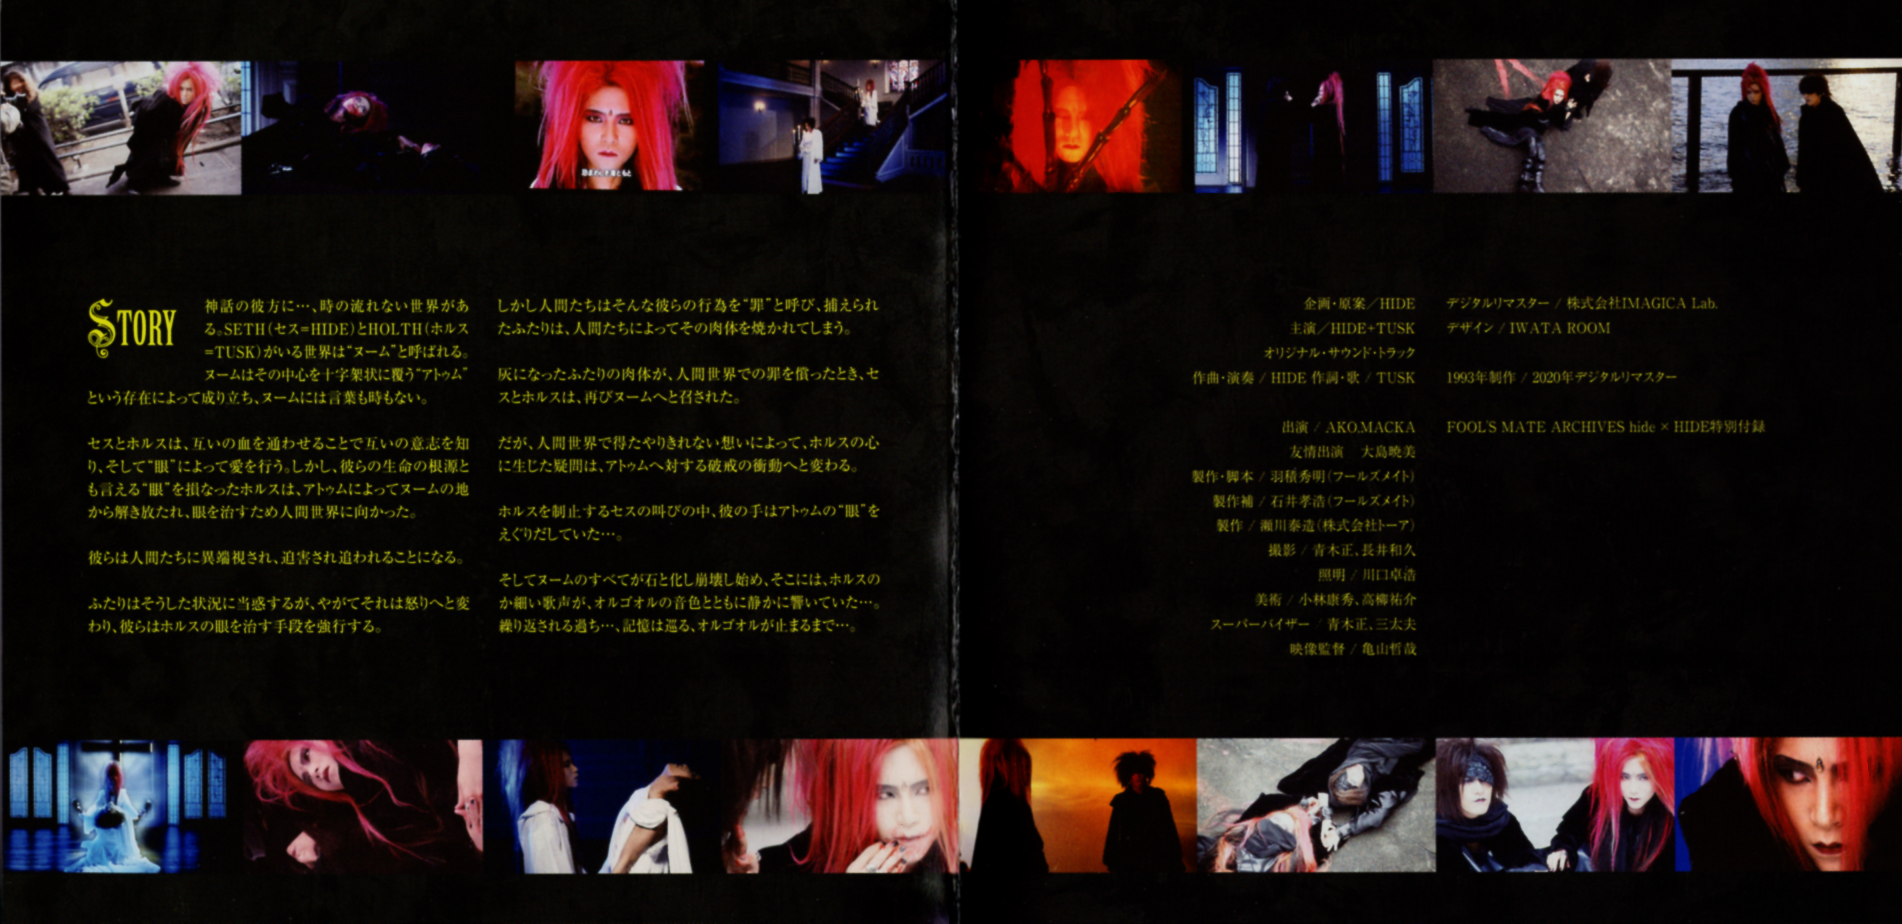 STORY
神話の彼方に…、時の流れない世界があ
る。SETH(セス=HIDE)とHOLTH(ホルス
=TUSK)がいる世界は“ヌーム”と呼ばれる。
ヌームはその中心を十字架状に覆う“アトゥム”
という存在によって成り立ち、ヌームには言葉も時もない。
セスとホルスは、互いの血を通わせることで互いの意志を知
り、そして“眼”によって愛を行う。しかし、彼らの生命の根源と
も言える“眼”を損なったホルスは、アトゥムによってヌームの地
から解き放たれ、眼を治すため人間世界に向かった。
彼らは人間たちに異端視され、迫害され追われることになる。
ふたりはそうした状況に当惑するが、やがてそれは怒りへと変
わり、彼らはホルスの眼を治す手段を強行する。
しかし人間たちはそんな彼らの行為を“罪”と呼び、捕えられ
たふたりは、人間たちによってその肉体を焼かれてしまう。
灰になったふたりの肉体が、人間世界での罪を償ったとき、セ
スとホルスは、再びヌームへと召された。
だが、人間世界で得たやりきれない想いによって、ホルスの心
に生じた疑問は、アトゥムへ対する破戒の衝動へと変わる。
ホルスを制止するセスの叫びの中、彼の手はアトゥムの“眼”を
えぐりだしていた…。
そしてヌームのすべてが石と化し崩壊し始め、そこには、ホルスの
か細い歌声が、オルゴオルの音色とともに静かに響いていた…。
繰り返される過ち…、記憶は巡る、オルゴオルが止まるまで…。
企画・原案／HIDE
主演／HIDE+TUSK
オリジナル・サウンド・トラック
作曲・演奏 / HIDE 作詞・歌 / TUSK
出演 / AKO.MACKA
友情出演 大島暁美
製作・脚本 / 羽積秀明(フールズメイト)
製作補 / 石井孝浩(フールズメイト)
製作 / 瀬川泰造(株式会社トーア)
撮影 / 青木正、長井和久
照明 / 川口卓浩
美術 / 小林康秀、高柳祐介
スーパーバイザー / 青木正、三太夫
映像監督 / 亀山哲哉
デジタルリマスター / 株式会社IMAGICA Lab.
デザイン / IWATA ROOM
1993年制作 / 2020年デジタルリマスター
FOOL'S MATE ARCHIVES hide × HIDE特別付録